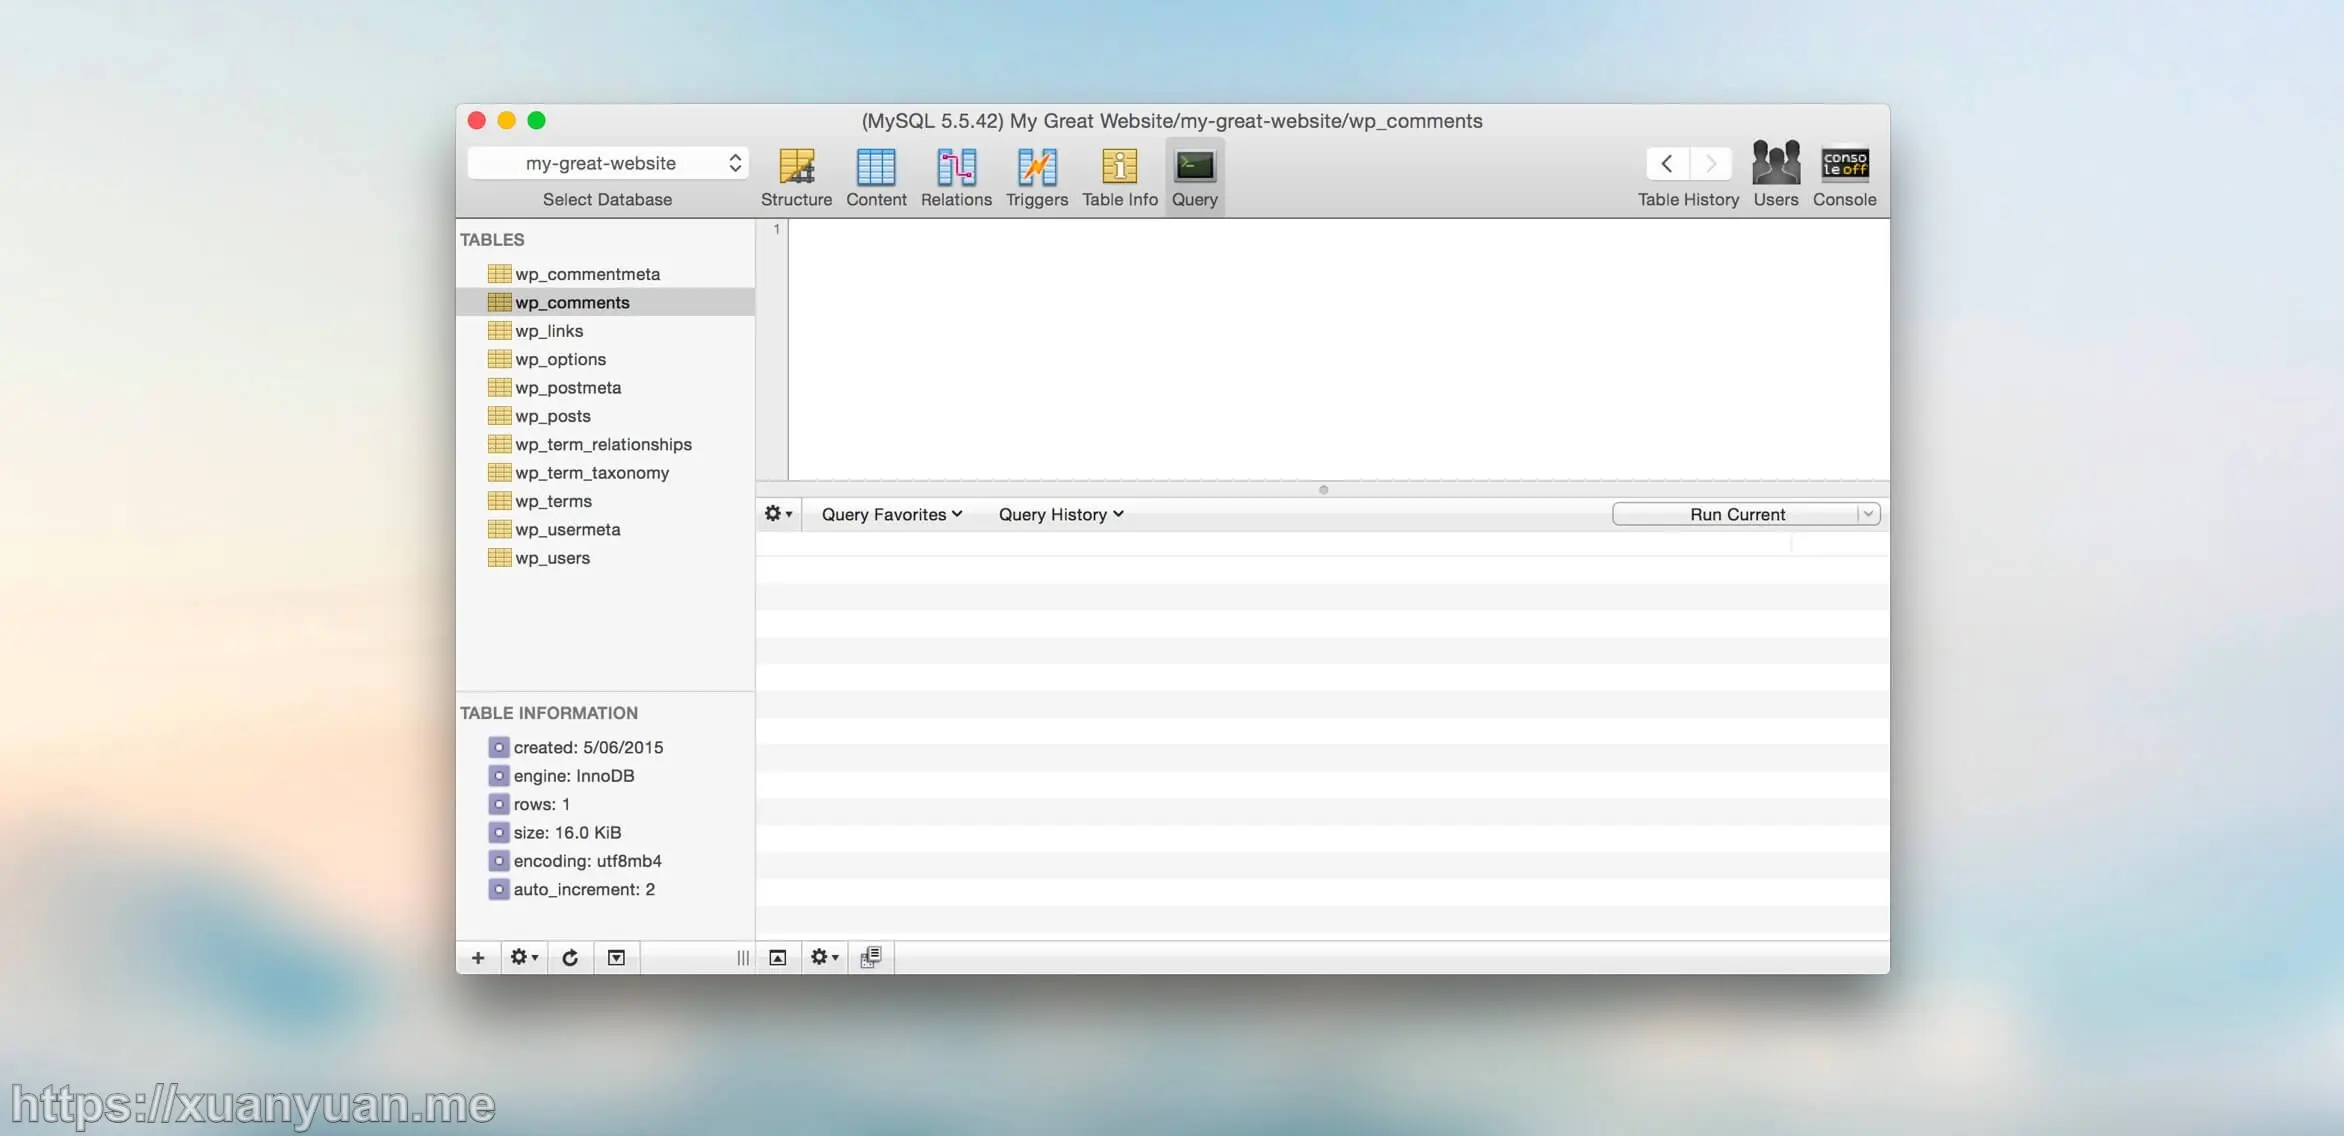 (MySQL 5.5.42) My Great Website/my-great-website/wp_comments
my-great-website
Select Database
Structure
Content
Relations
Triggers
Table Info
Query
Table History
Users
conso
le off
Console
TABLES
wp_commentmeta
wp_comments
wp_links
wp_options
wp_postmeta
wp_posts
wp_term_relationships
wp_term_taxonomy
wp_terms
wp_usermeta
wp_users
1
Query Favorites
Query History
Run Current
TABLE INFORMATION
created: 5/06/2015
engine: InnoDB
rows: 1
size: 16.0 KiB
encoding: utf8mb4
auto_increment: 2
https://xuanyuan.me